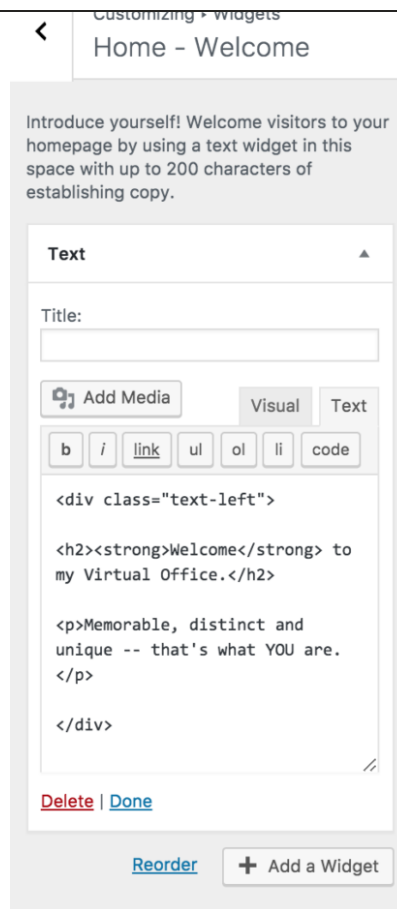 Customizing ▸ Widgets
Home - Welcome
Introduce yourself! Welcome visitors to your
homepage by using a text widget in this
space with up to 200 characters of
establishing copy.
Text
Title:
Add Media
Visual Text
b i link ul ol li code
<div class="text-left">
<h2><strong>Welcome</strong> to
my Virtual Office.</h2>
<p>Memorable, distinct and
unique -- that's what YOU are.
</p>
</div>
Delete | Done
Reorder
Add a Widget